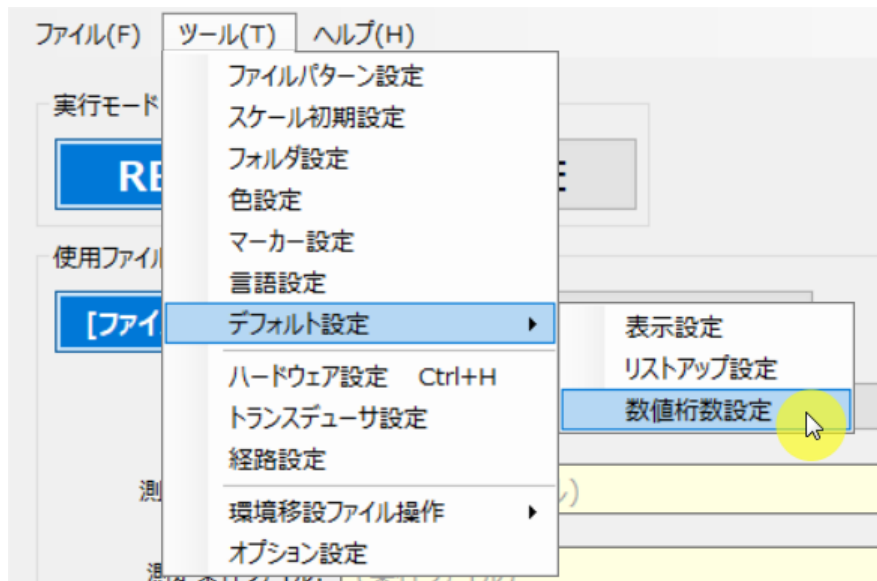 ファイル(F) ツール(T) ヘルプ(H)
ファイルパターン設定
実行モード
スケール初期設定
フォルダ設定
RE
色設定
マーカー設定
使用ファイル
言語設定
[ファイ
デフォルト設定
表示設定
ハードウェア設定 Ctrl+H
リストアップ設定
トランスデューサ設定
数値桁数設定
経路設定
測
環境移設ファイル操作
オプション設定